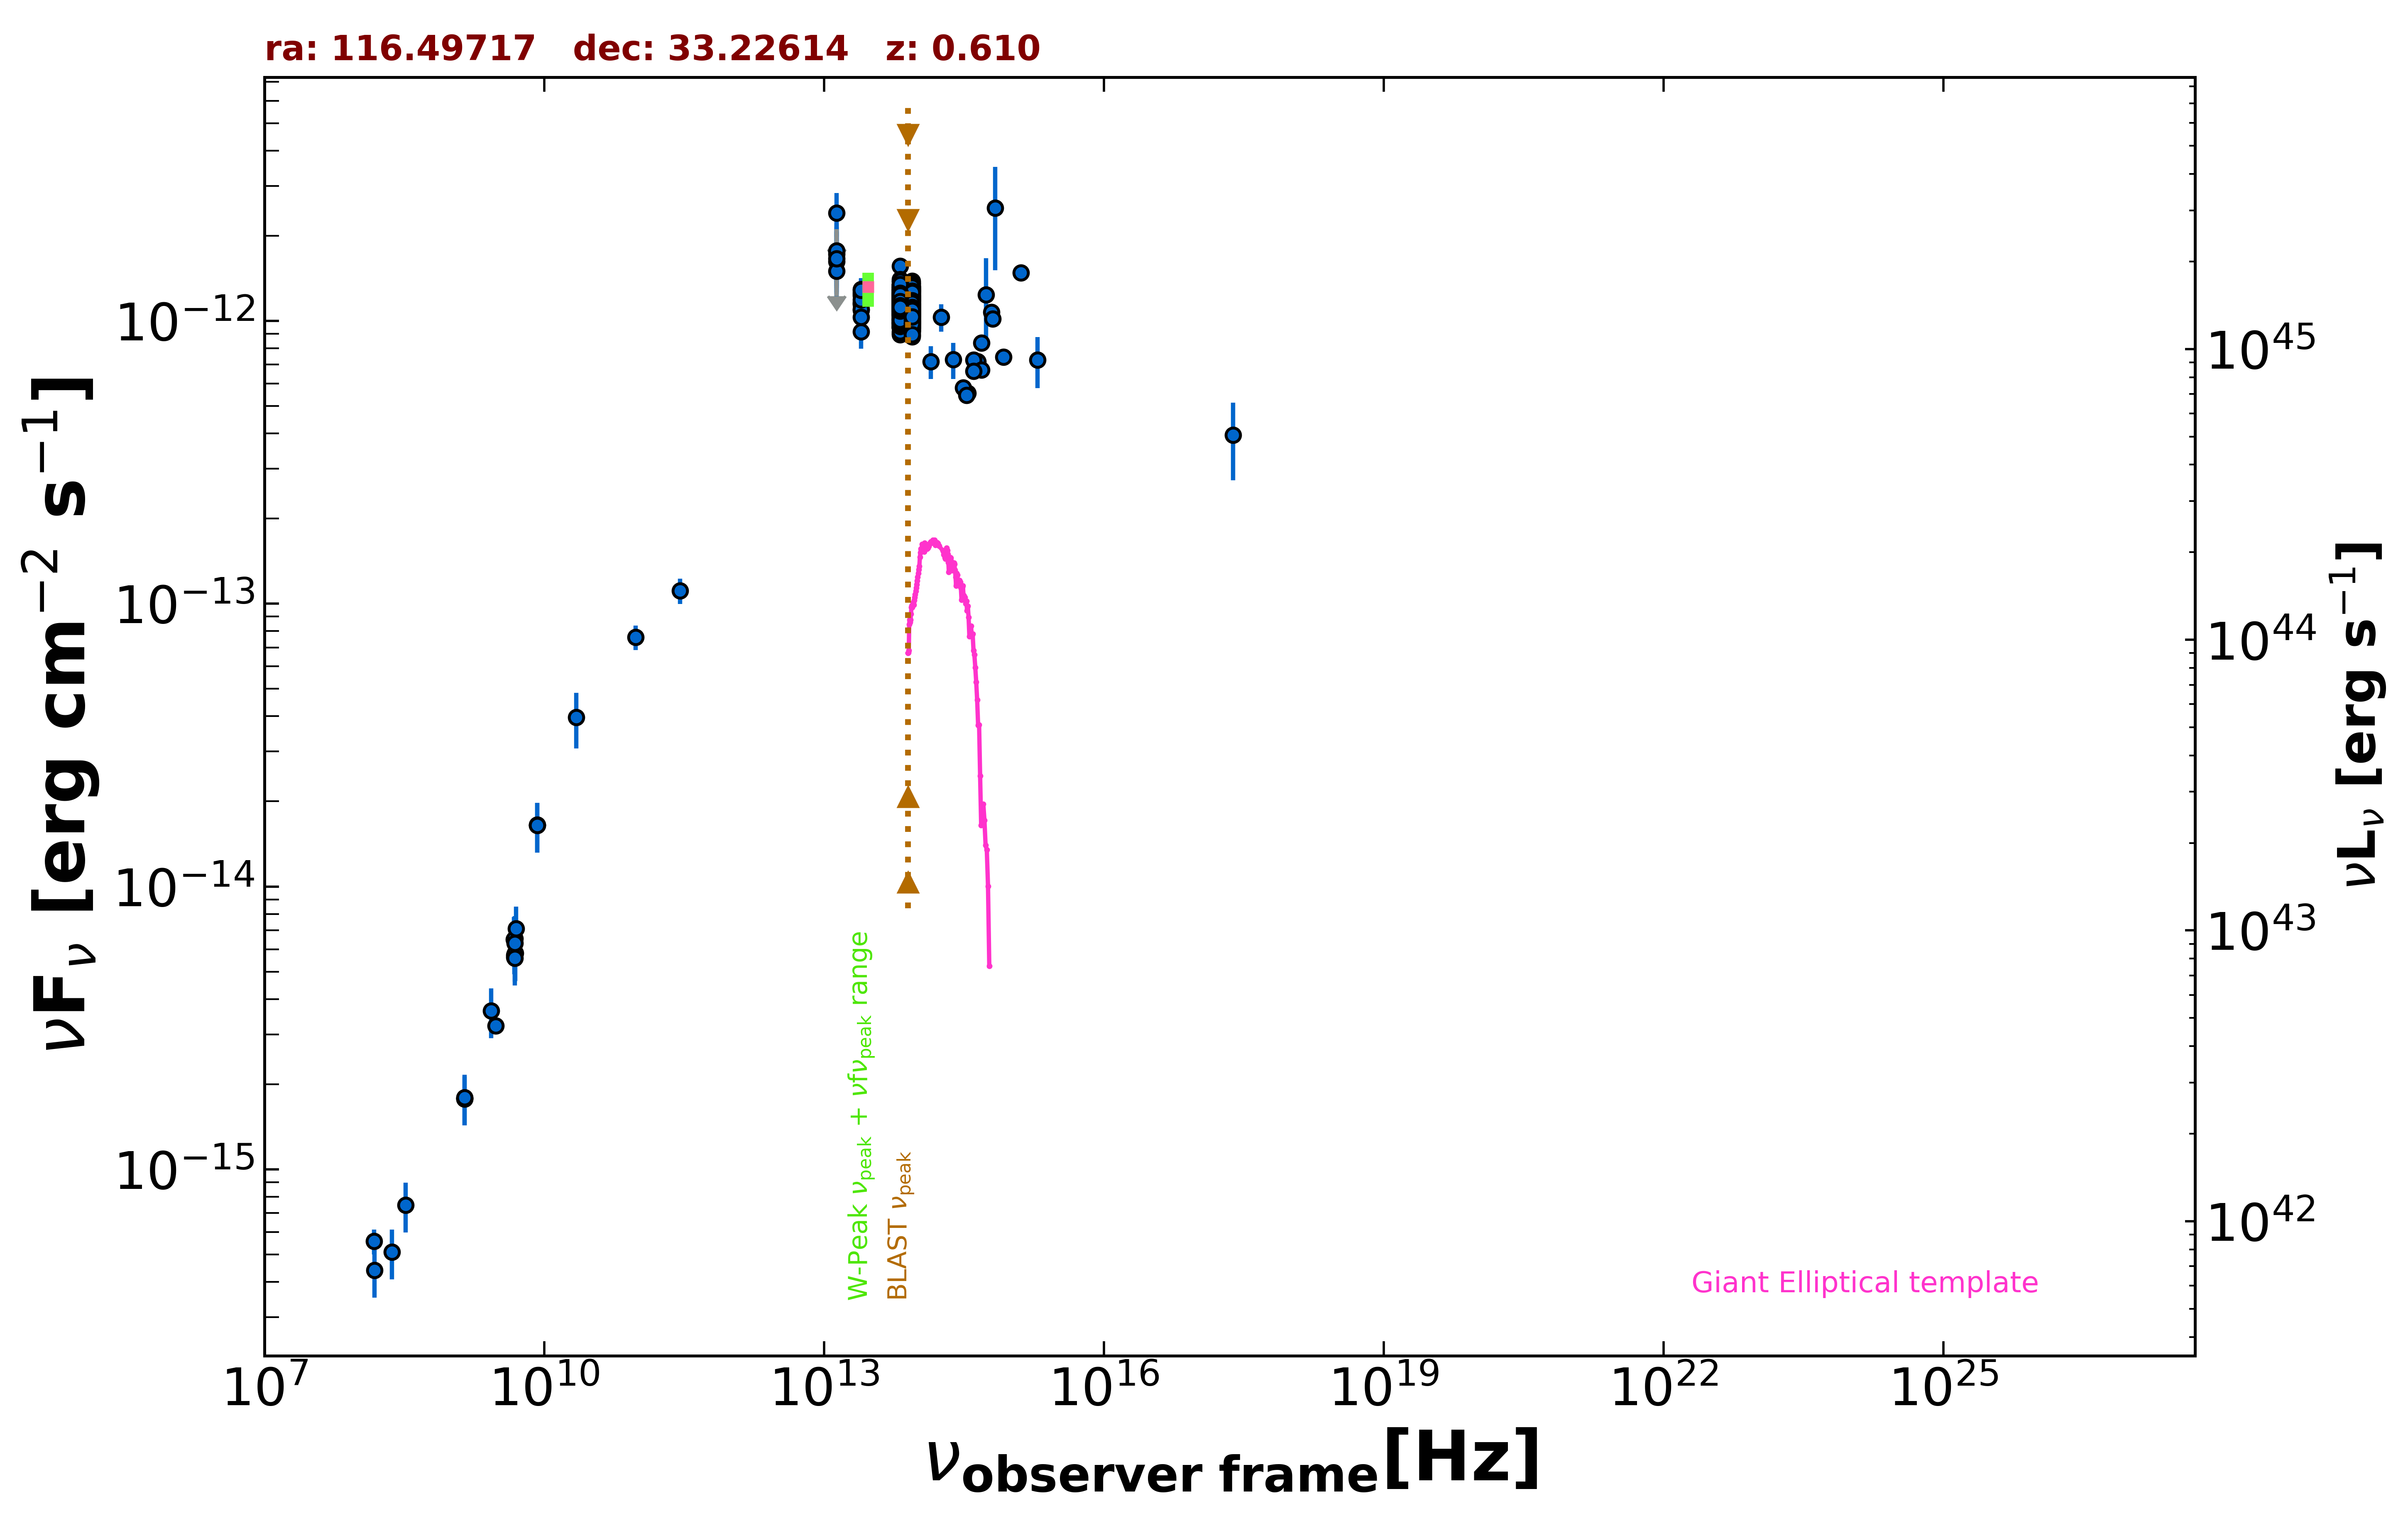 ra: 116.49717   dec: 33.22614   z: 0.610
νFν [erg cm−2 s−1]
10−12
10−13
10−14
10−15
1045
1044
1043
1042
νLν [erg s−1]
W-Peak νpeak + νfνpeak range
BLAST νpeak
Giant Elliptical template
107
1010
1013
1016
1019
1022
1025
νobserver frame[Hz]